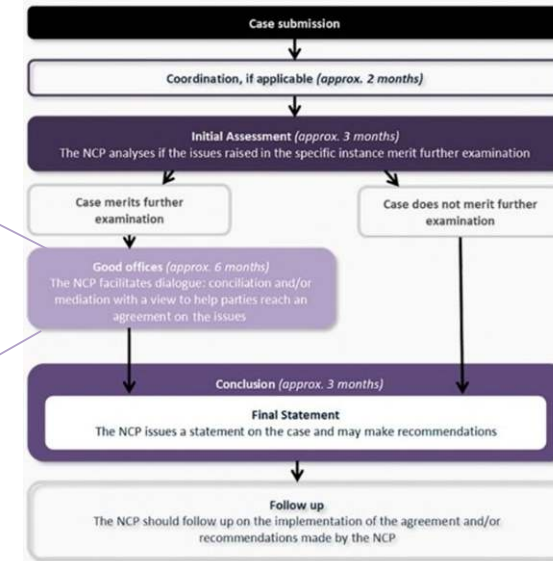 Case submission
Coordination, if applicable (approx. 2 months)
Initial Assessment (approx. 3 months)
The NCP analyses if the issues raised in the specific instance merit further examination
Case merits further
examination
Case does not merit further
examination
Good offices (approx. 6 months)
The NCP facilitates dialogue: conciliation and/or
mediation with a view to help parties reach an
agreement on the issues
Conclusion (approx. 3 months)
Final Statement
The NCP issues a statement on the case and may make recommendations
Follow up
The NCP should follow up on the implementation of the agreement and/or
recommendations made by the NCP